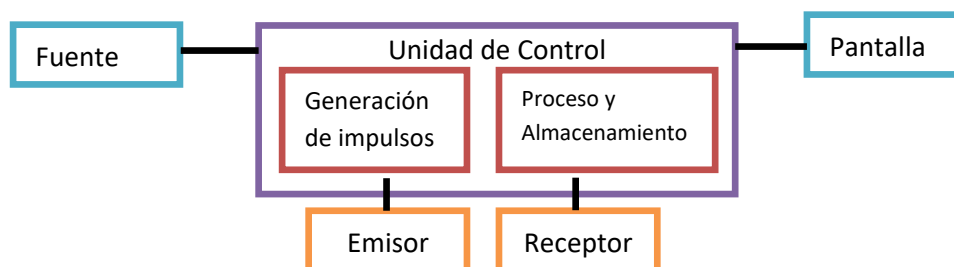 Fuente
Unidad de Control
Pantalla
Generación
de impulsos
Proceso y
Almacenamiento
Emisor
Receptor